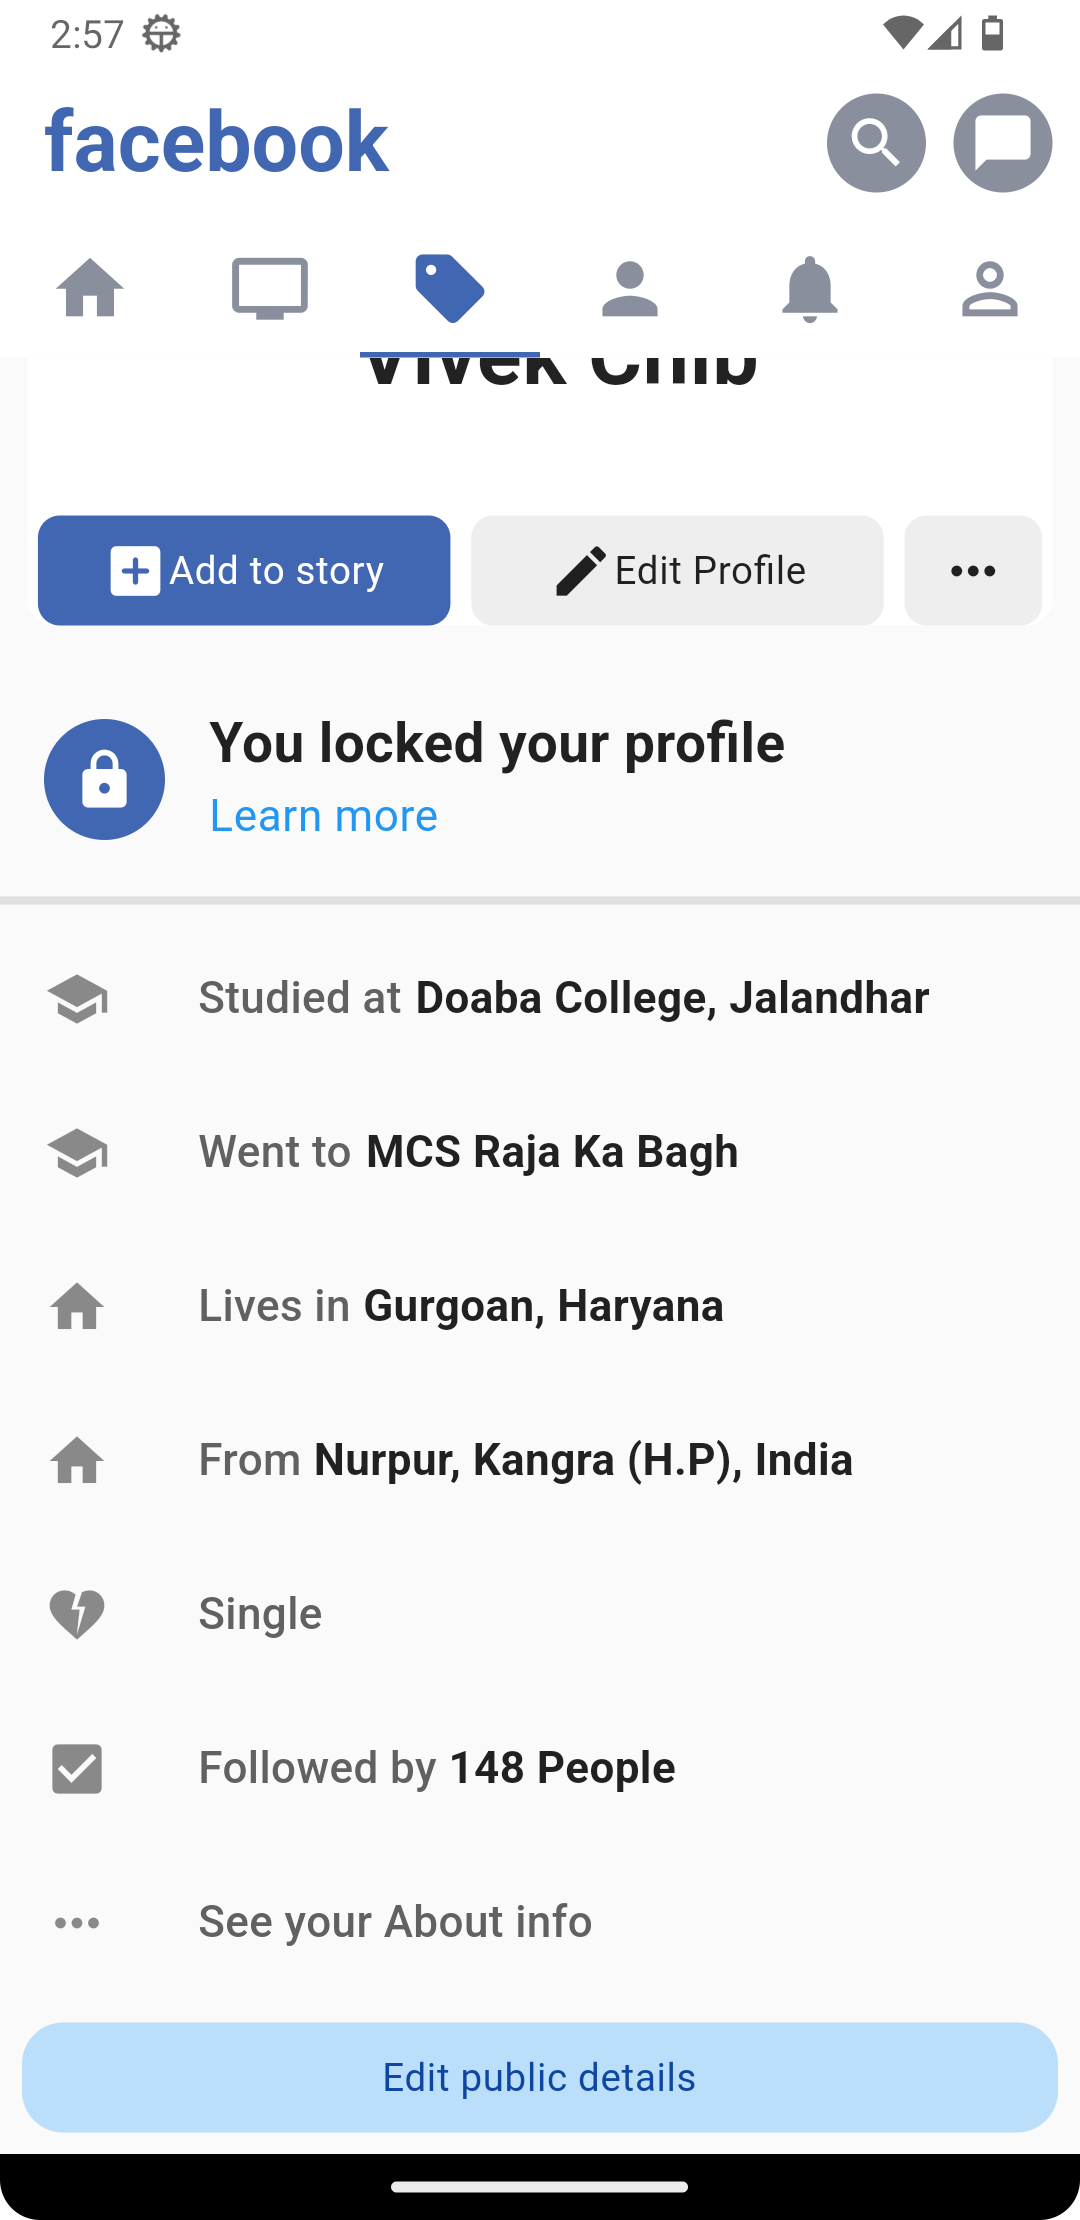 2:57
facebook
Vivek Chib
Add to story
Edit Profile
You locked your profile
Learn more
Studied at Doaba College, Jalandhar
Went to MCS Raja Ka Bagh
Lives in Gurgoan, Haryana
From Nurpur, Kangra (H.P), India
Single
Followed by 148 People
See your About info
Edit public details